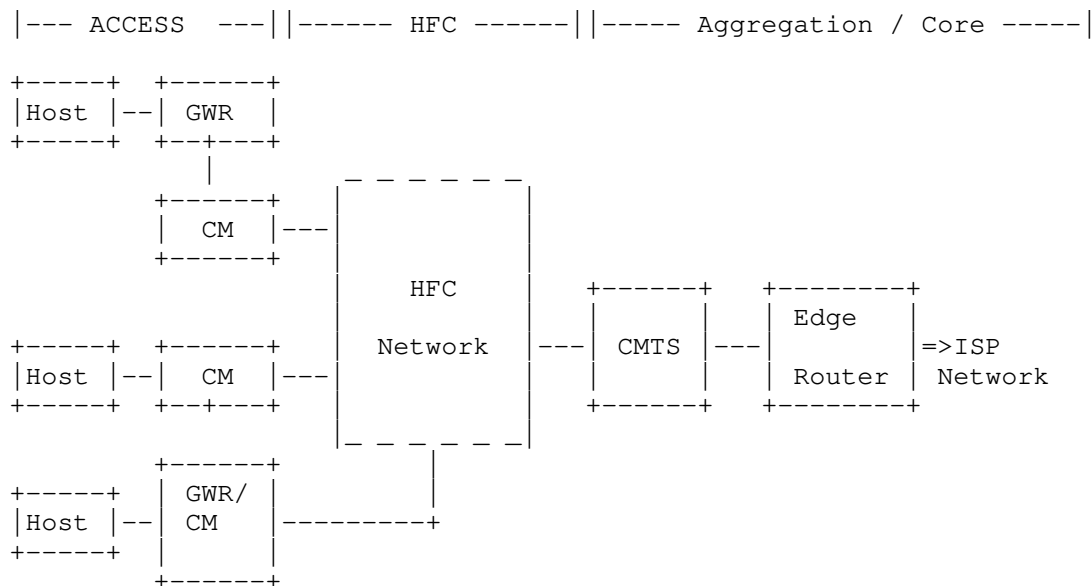 |--- ACCESS ---||------ HFC ------||----- Aggregation / Core -----|
Host GWR
CM
HFC
Edge
Network CMTS =>ISP
Host CM Router Network
GWR/
Host CM